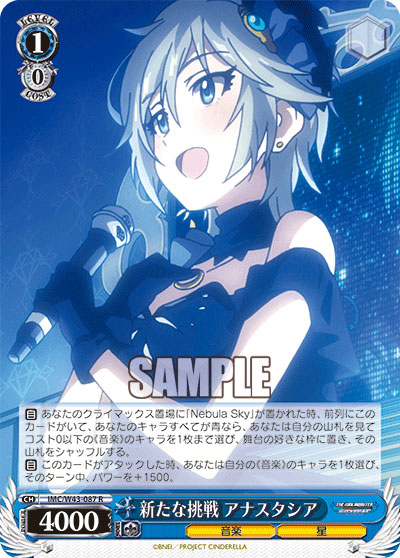 LEVEL
1
0
COST
SAMPLE
自 あなたのクライマックス置場に「Nebula Sky」が置かれた時、前列にこの
カードがいて、あなたのキャラすべてが青なら、あなたは自分の山札を見て
コスト0以下の《音楽》のキャラを1枚まで選び、舞台の好きな枠に置き、その
山札をシャッフルする。
自 このカードがアタックした時、あなたは自分の《音楽》のキャラを1枚選び、
そのターン中、パワーを+1500。
CH IMC/W43-087 R
4000
新たな挑戦 アナスタシア
THE IDOLM@STER
音楽 星
©BNEI / PROJECT CINDERELLA